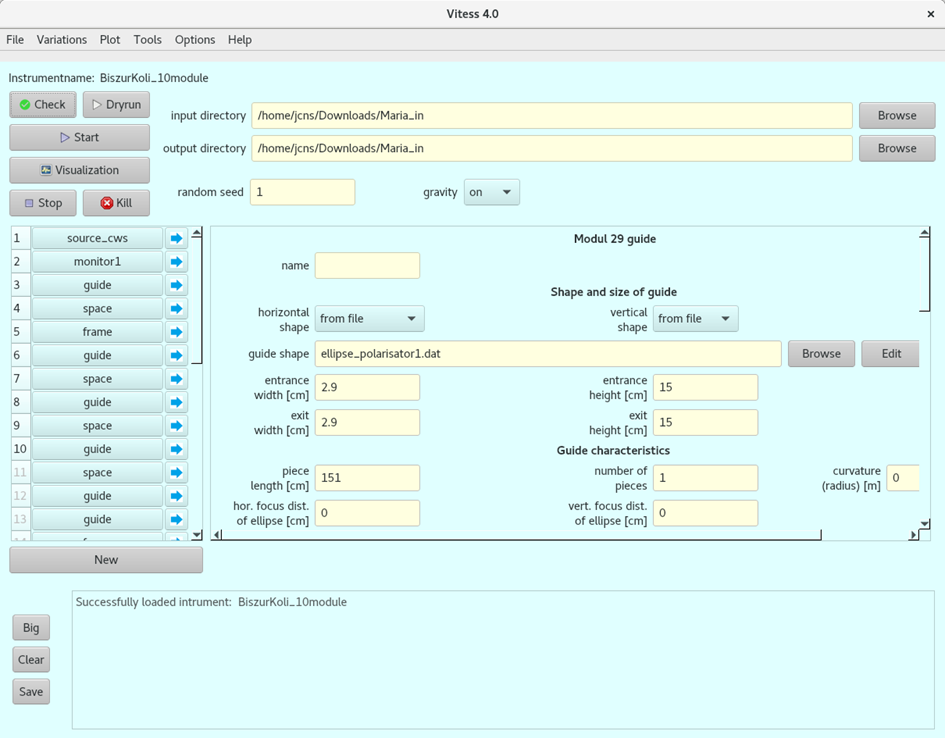 Vitess 4.0
File Variations Plot Tools Options Help
Instrumentname: BiszurKoli_10module
Check Dryrun
Start
Visualization
Stop Kill
input directory /home/jcns/Downloads/Maria_in Browse
output directory /home/jcns/Downloads/Maria_in Browse
random seed 1 gravity on
1 source_cws
2 monitor1
3 guide
4 space
5 frame
6 guide
7 space
8 guide
9 space
10 guide
11 space
12 guide
13 guide
New
Modul 29 guide
name
Shape and size of guide
horizontal shape from file vertical shape from file
guide shape ellipse_polarisator1.dat Browse Edit
entrance width [cm] 2.9 entrance height [cm] 15
exit width [cm] 2.9 exit height [cm] 15
Guide characteristics
piece length [cm] 151 number of pieces 1 curvature (radius) [m] 0
hor. focus dist. of ellipse [cm] 0 vert. focus dist. of ellipse [cm] 0
Successfully loaded intrument: BiszurKoli_10module
Big
Clear
Save